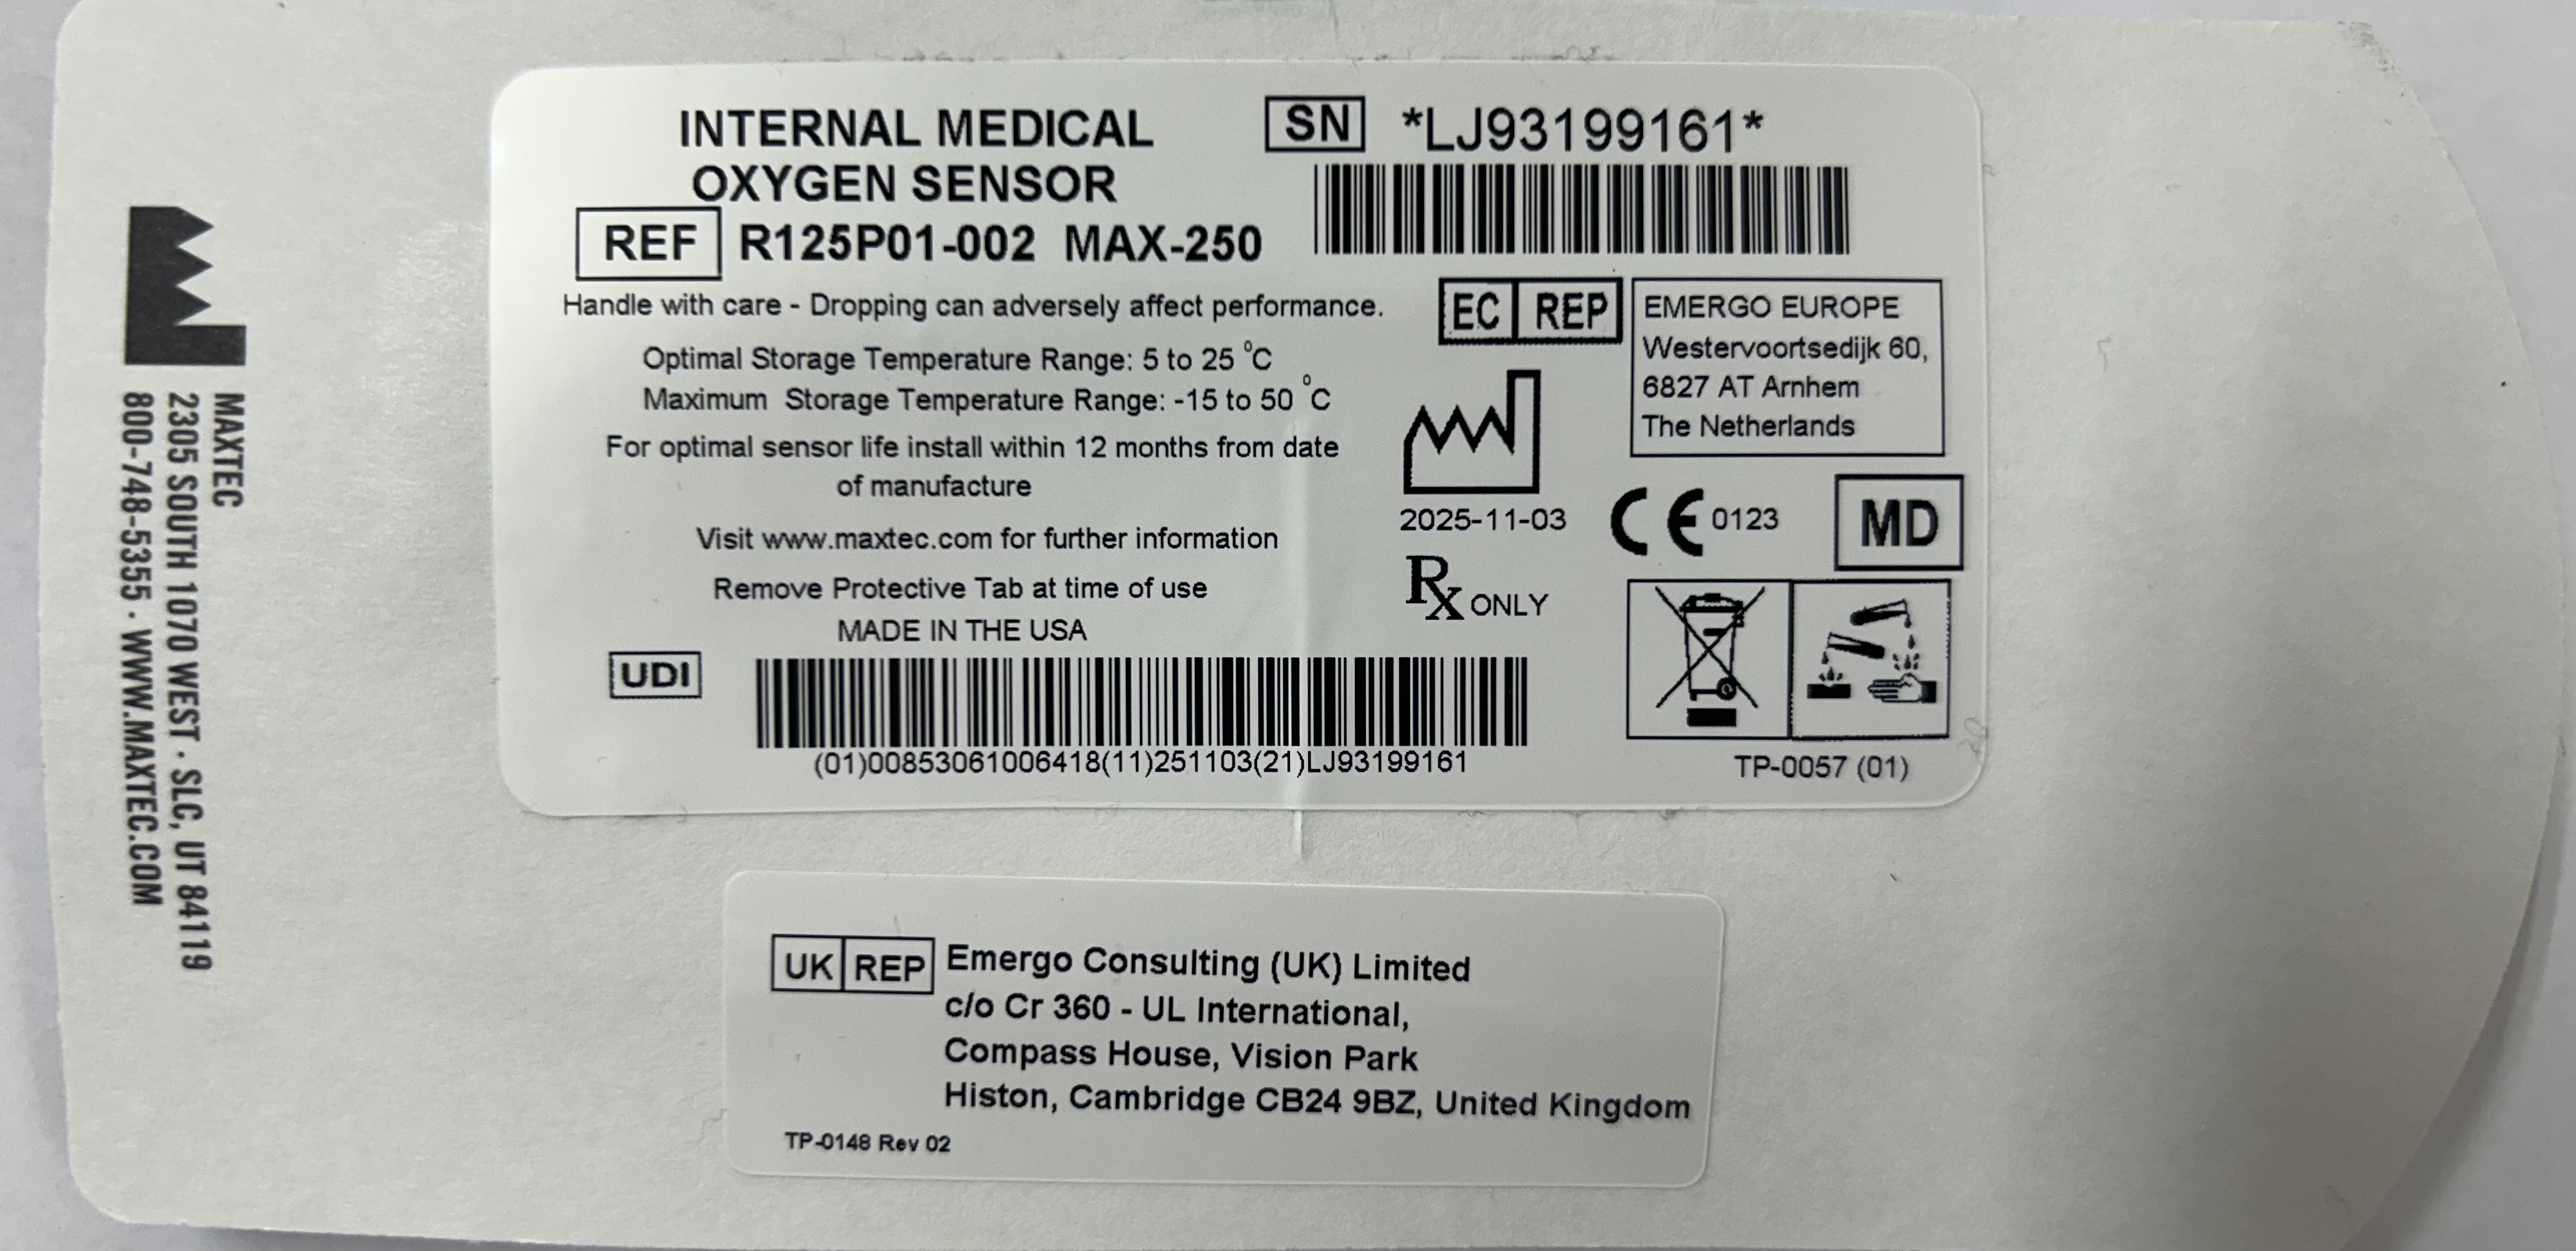 INTERNAL MEDICAL
OXYGEN SENSOR
REF R125P01-002 MAX-250
Handle with care - Dropping can adversely affect performance.
Optimal Storage Temperature Range: 5 to 25 °C
Maximum Storage Temperature Range: -15 to 50 °C
For optimal sensor life install within 12 months from date
of manufacture
Visit www.maxtec.com for further information
Remove Protective Tab at time of use
MADE IN THE USA
UDI
(01)00853061006418(11)251103(21)LJ93199161
SN *LJ93199161*
EC REP
EMERGO EUROPE
Westervoortsedijk 60,
6827 AT Arnhem
The Netherlands
2025-11-03
CE 0123
MD
Rx ONLY
TP-0057 (01)
MAXTEC
2305 SOUTH 1070 WEST · SLC, UT 84119
800-748-5355 · WWW.MAXTEC.COM
UK REP Emergo Consulting (UK) Limited
c/o Cr 360 - UL International,
Compass House, Vision Park
Histon, Cambridge CB24 9BZ, United Kingdom
TP-0148 Rev 02